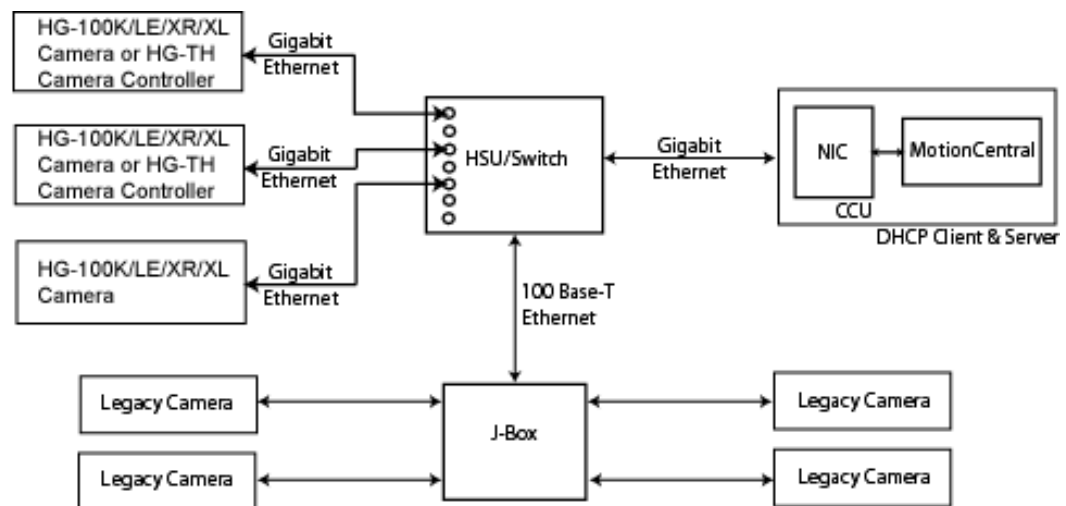 HG-100K/LE/XR/XL
Camera or HG-TH
Camera Controller
Gigabit
Ethernet
HG-100K/LE/XR/XL
Camera or HG-TH
Camera Controller
Gigabit
Ethernet
HG-100K/LE/XR/XL
Camera
Gigabit
Ethernet
HSU/Switch
Gigabit
Ethernet
NIC
MotionCentral
CCU
DHCP Client & Server
100 Base-T
Ethernet
Legacy Camera
J-Box
Legacy Camera
Legacy Camera
Legacy Camera